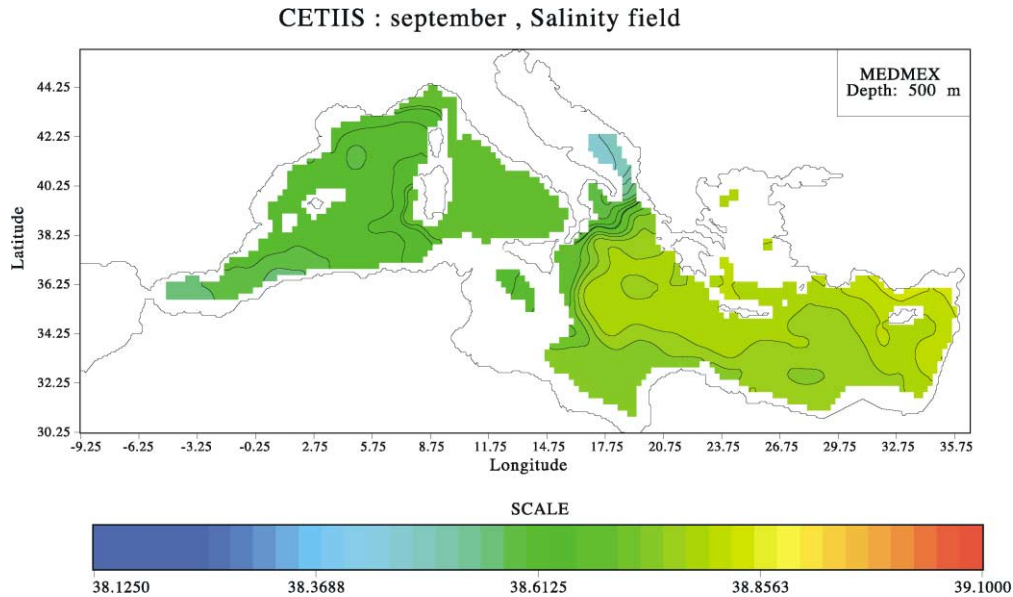 CETIIS : september , Salinity field
MEDMEX
Depth: 500 m
Latitude
44.25
42.25
40.25
38.25
36.25
34.25
32.25
30.25
-9.25 -6.25 -3.25 -0.25 2.75 5.75 8.75 11.75 14.75 17.75 20.75 23.75 26.75 29.75 32.75 35.75
Longitude
SCALE
38.1250 38.3688 38.6125 38.8563 39.1000